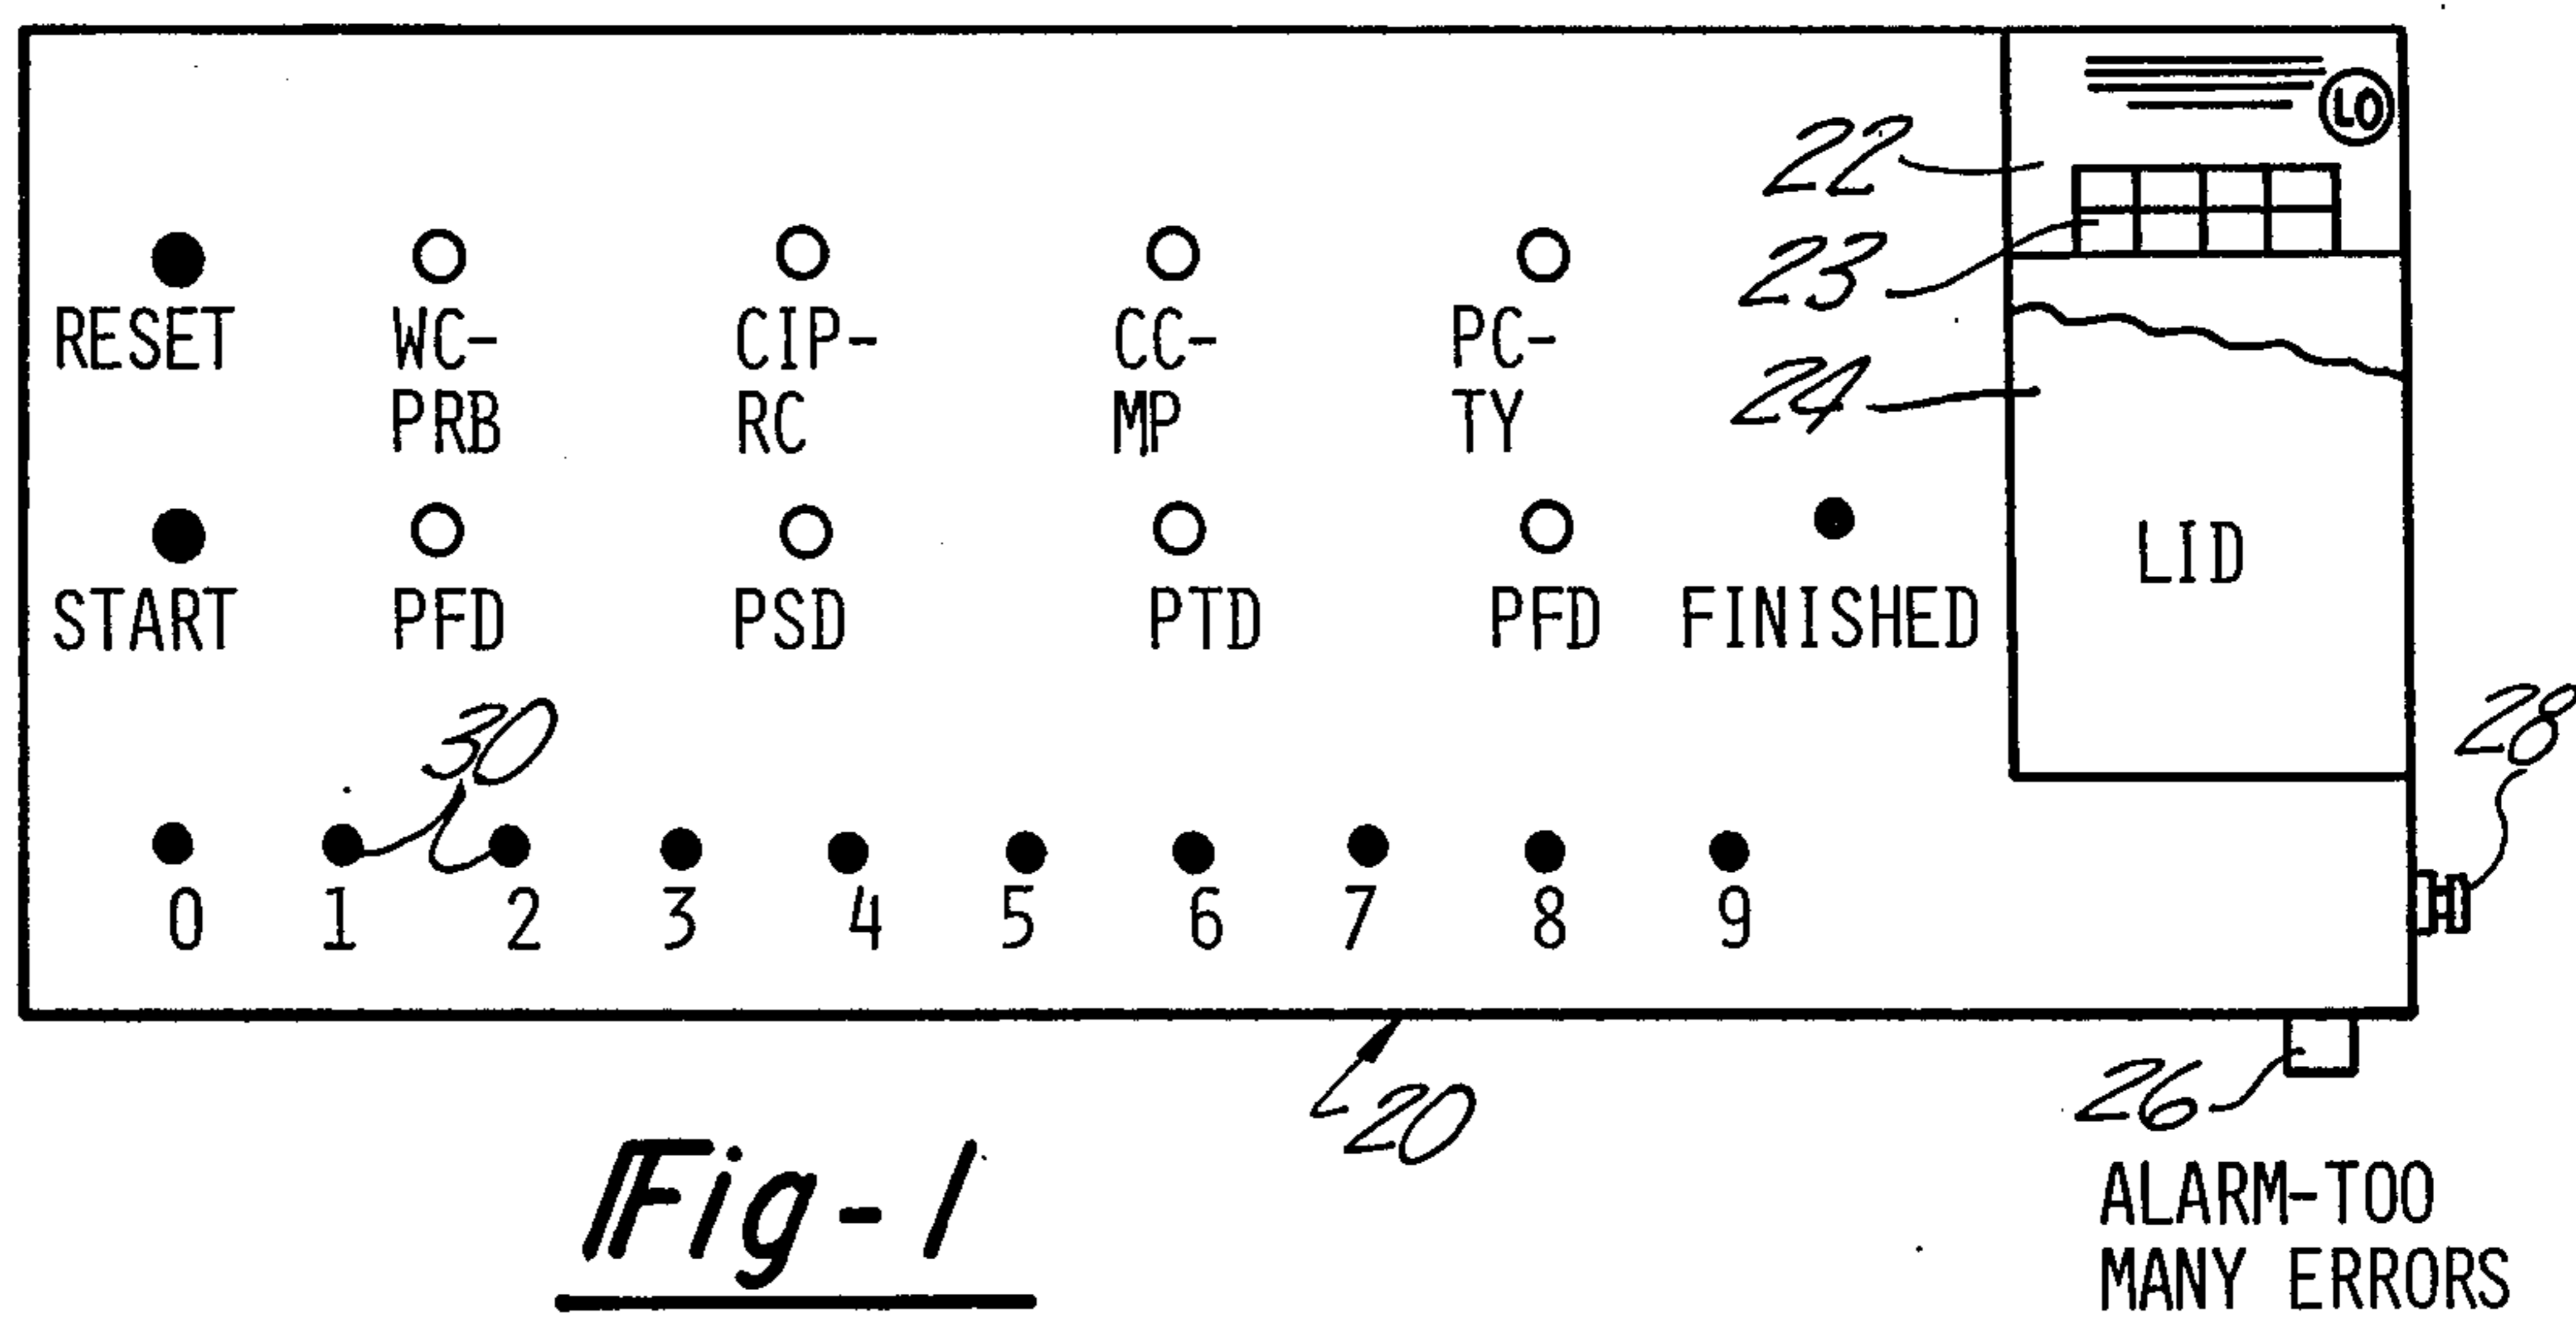 LO
22
23
RESET WC- CIP- CC- PC-
PRB RC MP TY
24
LID
START PFD PSD PTD PFD FINISHED
28
30
0 1 2 3 4 5 6 7 8 9
20
26
ALARM-TOO
MANY ERRORS
Fig-1